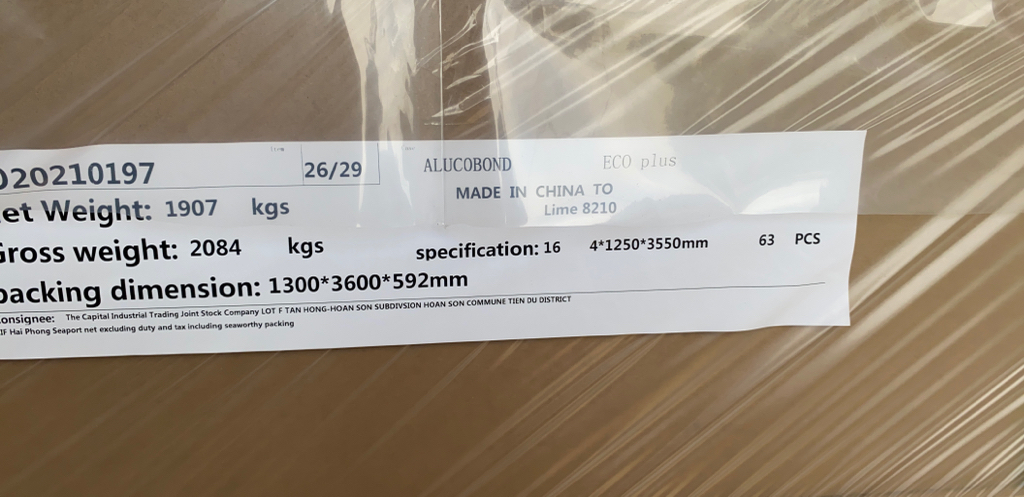 020210197 26/29 ALUCOBOND ECO plus
et Weight: 1907 kgs MADE IN CHINA TO
Lime 8210
Gross weight: 2084 kgs specification: 16 4*1250*3550mm 63 PCS
packing dimension: 1300*3600*592mm
onsignee: The Capital Industrial Trading Joint Stock Company LOT F TAN HONG-HOAN SON SUBDIVSION HOAN SON COMMUNE TIEN DU DISTRICT
IF Hai Phong Seaport net excluding duty and tax including seaworthy packing